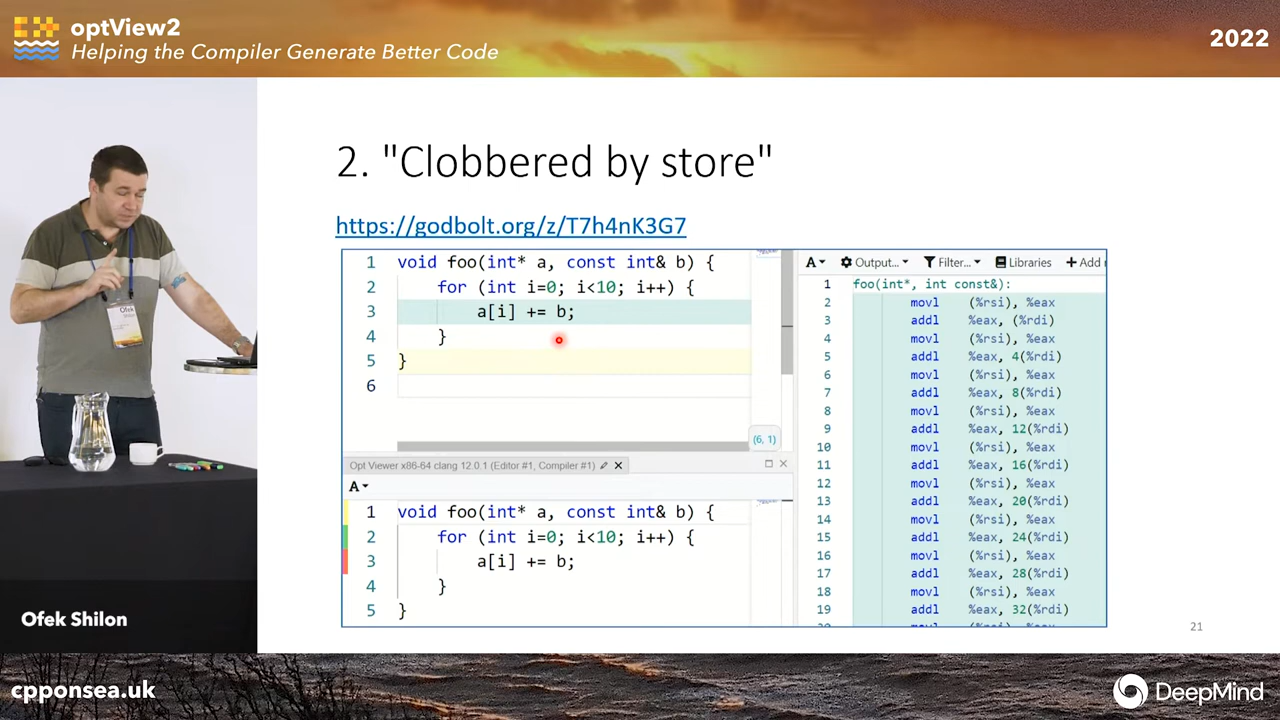 optView2
Helping the Compiler Generate Better Code
2022
2. "Clobbered by store"
https://godbolt.org/z/T7h4nK3G7
1 void foo(int* a, const int& b) {
2 for (int i=0; i<10; i++) {
3 a[i] += b;
4 }
5 }
6
(6, 1)
Opt Viewer x86-64 clang 12.0.1 (Editor #1, Compiler #1)
A
1 void foo(int* a, const int& b) {
2 for (int i=0; i<10; i++) {
3 a[i] += b;
4 }
5 }
A Output... Filter... Libraries + Add
1 foo(int*, int const&):
2 movl (%rsi), %eax
3 addl %eax, (%rdi)
4 movl (%rsi), %eax
5 addl %eax, 4(%rdi)
6 movl (%rsi), %eax
7 addl %eax, 8(%rdi)
8 movl (%rsi), %eax
9 addl %eax, 12(%rdi)
10 movl (%rsi), %eax
11 addl %eax, 16(%rdi)
12 movl (%rsi), %eax
13 addl %eax, 20(%rdi)
14 movl (%rsi), %eax
15 addl %eax, 24(%rdi)
16 movl (%rsi), %eax
17 addl %eax, 28(%rdi)
18 movl (%rsi), %eax
19 addl %eax, 32(%rdi)
21
Ofek
Shilon
Ofek Shilon
cpponsea.uk
DeepMind